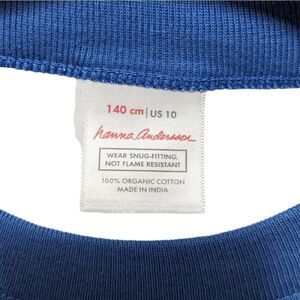 140 cm | US 10
hanna andersson
WEAR SNUG-FITTING,
NOT FLAME RESISTANT
100% ORGANIC COTTON
MADE IN INDIA